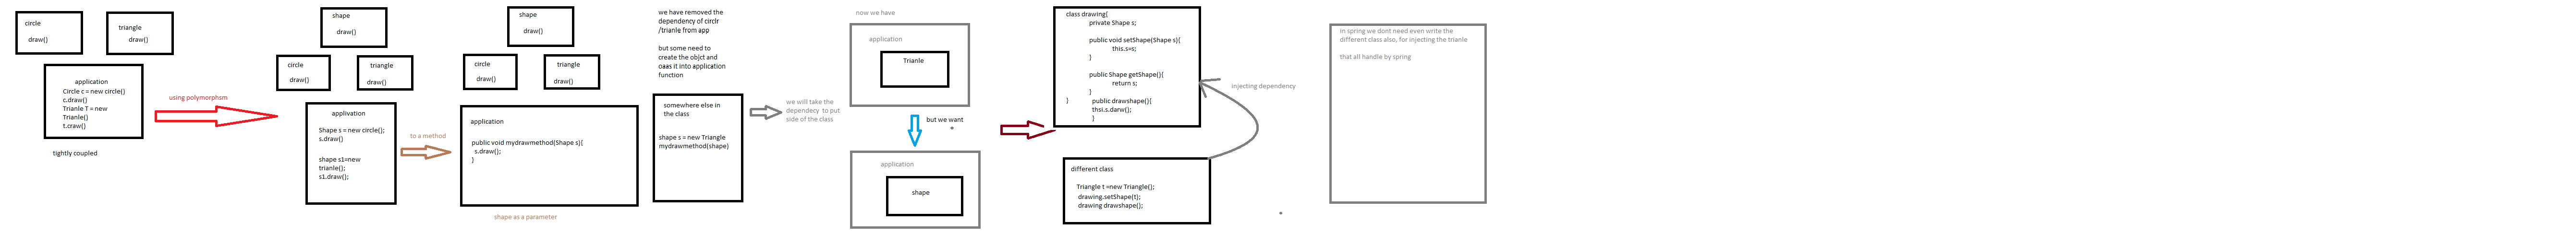 circle
draw()
triangle
draw()
application
Circle c = new circle()
c.draw()
Trianle T = new
Trianle()
t.craw()
tightly coupled
using polymorphsm
shape
draw()
circle
draw()
triangle
draw()
applivation
Shape s = new circle();
s.draw()
shape s1=new
trianle();
s1.draw();
to a method
shape
draw()
circle
draw()
triangle
draw()
application
public void mydrawmethod(Shape s){
s.draw();
}
shape as a parameter
we have removed the
dependency of circlr
/trianle from app
but some need to
create the objct and
oaas it into application
function
somewhere else in
the class
shape s = new Triangle
mydrawmethod(shape)
we will take the
dependecy to put
side of the class
now we have
application
Trianle
but we want
application
shape
class drawing{
private Shape s;
public void setShape(Shape s){
this.s=s;
}
public Shape getShape(){
return s;
}
} public drawshape(){
thsi.s.darw();
}
injecting dependency
different class
Triangle t =new Triangle();
drawing.setShape(t);
drawing drawshape();
in spring we dont need even write the
different class also, for injecting the trianle
that all handle by spring